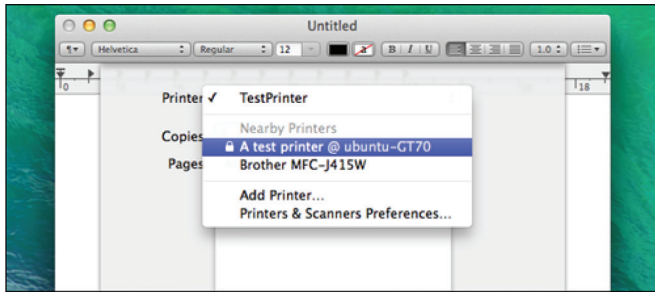 Untitled
¶ Helvetica Regular 12 a B I U 1.0
0 18
Printer ✓ TestPrinter
Copies Nearby Printers
A test printer @ ubuntu-GT70
Pages Brother MFC-J415W
Add Printer...
Printers & Scanners Preferences...